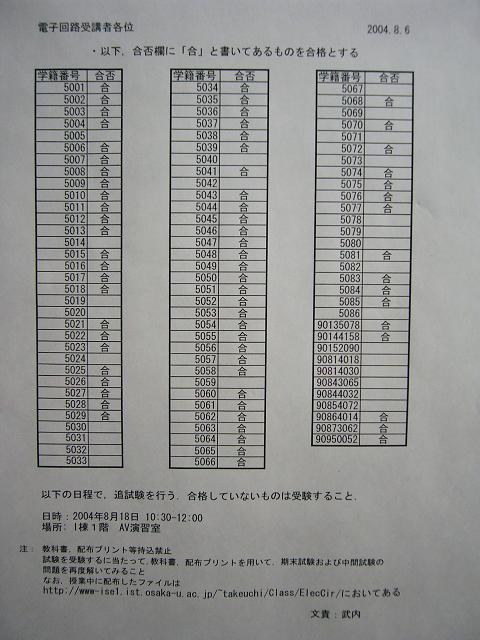 電子回路受講者各位
2004.8.6
・以下，合否欄に「合」と書いてあるものを合格とする
学籍番号 合否
5001 合
5002 合
5003 合
5004 合
5005
5006 合
5007 合
5008 合
5009 合
5010 合
5011 合
5012 合
5013 合
5014
5015 合
5016 合
5017 合
5018 合
5019
5020
5021 合
5022 合
5023 合
5024
5025 合
5026 合
5027 合
5028 合
5029 合
5030
5031
5032
5033
学籍番号 合否
5034 合
5035 合
5036 合
5037 合
5038 合
5039 合
5040
5041 合
5042
5043 合
5044 合
5045 合
5046 合
5047 合
5048 合
5049 合
5050 合
5051 合
5052 合
5053 合
5054 合
5055 合
5056 合
5057 合
5058 合
5059
5060 合
5061 合
5062 合
5063 合
5064 合
5065 合
5066 合
学籍番号 合否
5067
5068 合
5069
5070 合
5071
5072 合
5073
5074 合
5075 合
5076 合
5077 合
5078
5079
5080
5081 合
5082
5083 合
5084 合
5085 合
5086
90135078 合
90144158 合
90152090
90814018
90814030
90843065
90844032
90854072
90864014 合
90873062 合
90950052 合
以下の日程で，追試験を行う．合格していないものは受験すること．
日時：2004年8月18日 10:30-12:00
場所：I棟１階 AV演習室
注： 教科書，配布プリント等持込禁止
試験を受験するに当たって，教科書，配布プリントを用いて，期末試験および中間試験の
問題を再度解いてみること
なお，授業中に配布したファイルは
http://www-ise1.ist.osaka-u.ac.jp/~takeuchi/Class/ElecCir/においてある
文責：武内